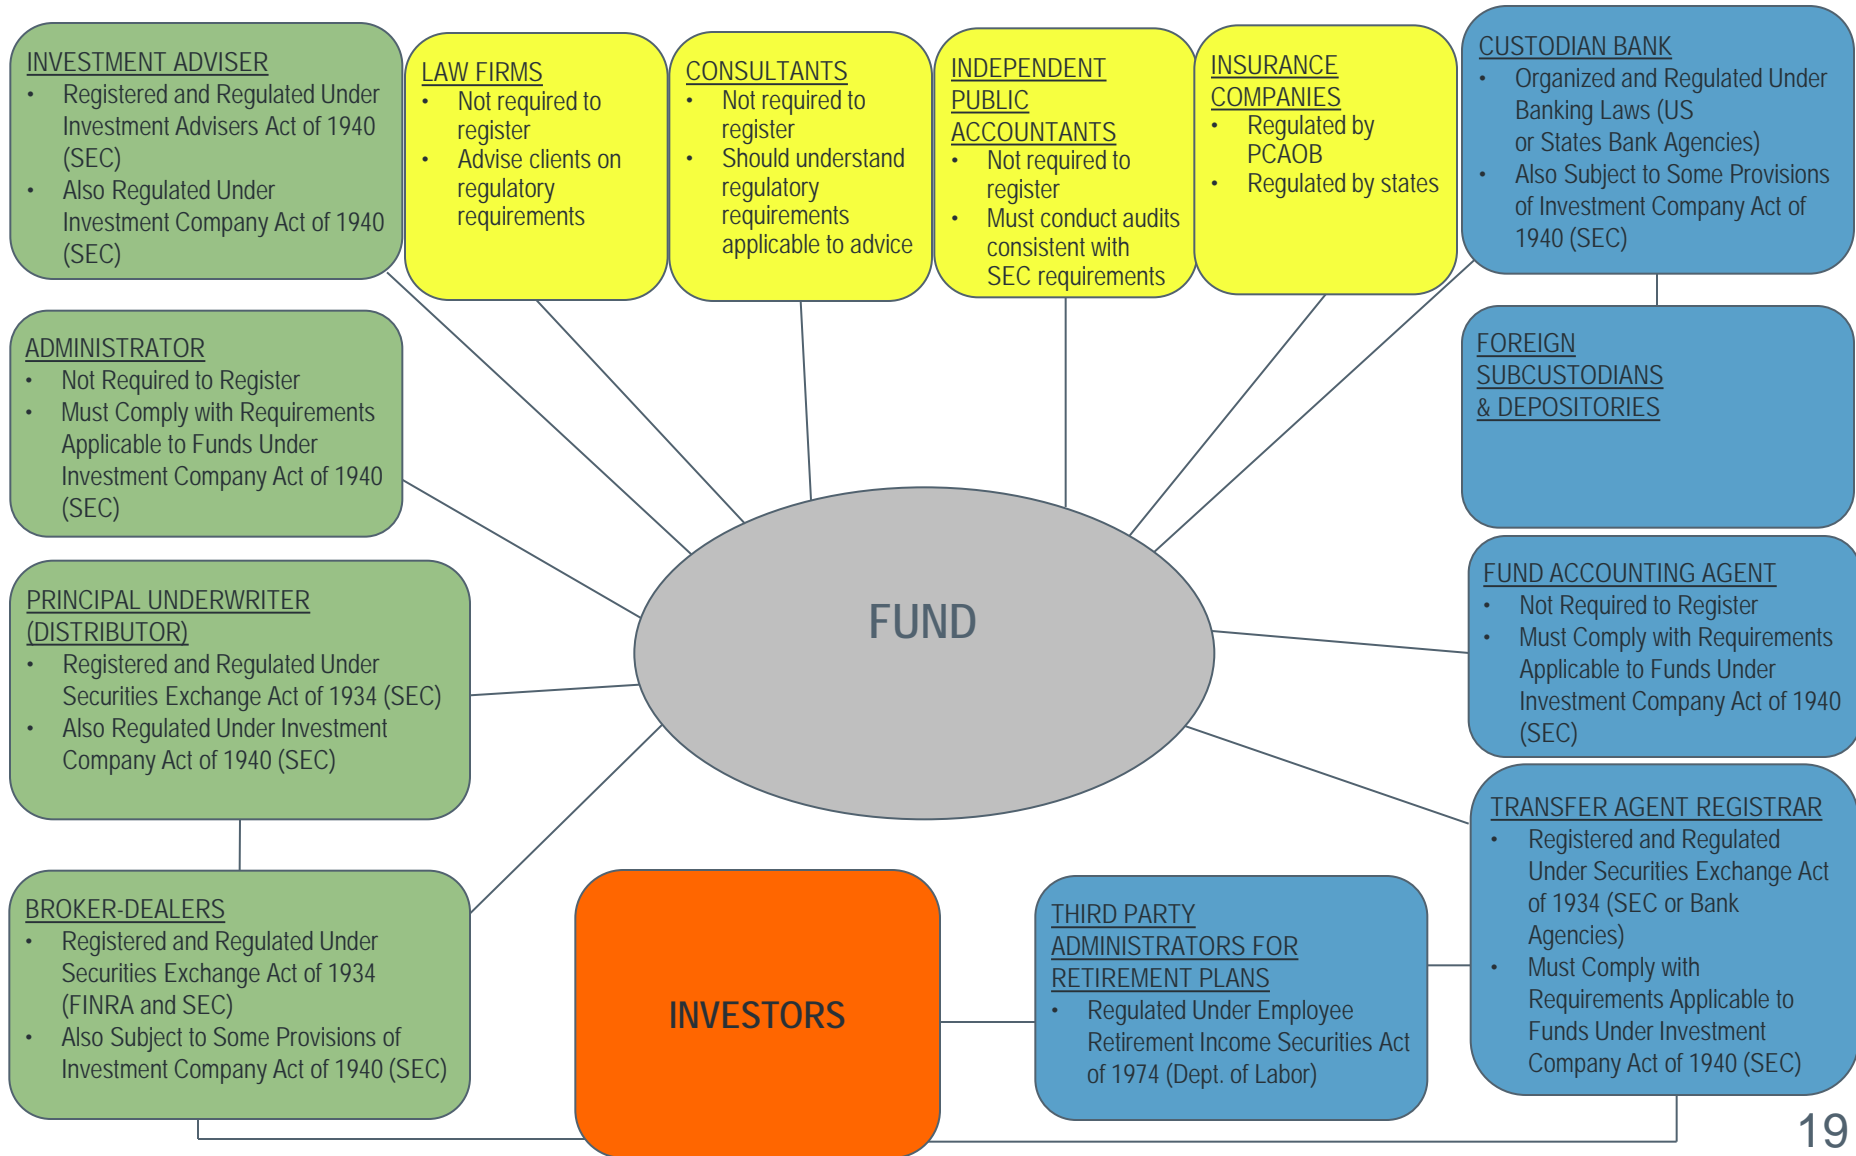 INVESTMENT ADVISER
• Registered and Regulated Under
Investment Advisers Act of 1940
(SEC)
• Also Regulated Under
Investment Company Act of 1940
(SEC)
LAW FIRMS
• Not required to
register
• Advise clients on
regulatory
requirements
CONSULTANTS
• Not required to
register
• Should understand
regulatory
requirements
applicable to advice
INDEPENDENT
PUBLIC
ACCOUNTANTS
• Not required to
register
• Must conduct audits
consistent with
SEC requirements
INSURANCE
COMPANIES
• Regulated by
PCAOB
• Regulated by states
CUSTODIAN BANK
• Organized and Regulated Under
Banking Laws (US
or States Bank Agencies)
• Also Subject to Some Provisions
of Investment Company Act of
1940 (SEC)
ADMINISTRATOR
• Not Required to Register
• Must Comply with Requirements
Applicable to Funds Under
Investment Company Act of 1940
(SEC)
FOREIGN
SUBCUSTODIANS
& DEPOSITORIES
PRINCIPAL UNDERWRITER
(DISTRIBUTOR)
• Registered and Regulated Under
Securities Exchange Act of 1934 (SEC)
• Also Regulated Under Investment
Company Act of 1940 (SEC)
FUND
FUND ACCOUNTING AGENT
• Not Required to Register
• Must Comply with Requirements
Applicable to Funds Under
Investment Company Act of 1940
(SEC)
BROKER-DEALERS
• Registered and Regulated Under
Securities Exchange Act of 1934
(FINRA and SEC)
• Also Subject to Some Provisions of
Investment Company Act of 1940 (SEC)
INVESTORS
THIRD PARTY
ADMINISTRATORS FOR
RETIREMENT PLANS
• Regulated Under Employee
Retirement Income Securities Act
of 1974 (Dept. of Labor)
TRANSFER AGENT REGISTRAR
• Registered and Regulated
Under Securities Exchange Act
of 1934 (SEC or Bank
Agencies)
• Must Comply with
Requirements Applicable to
Funds Under Investment
Company Act of 1940 (SEC)
19